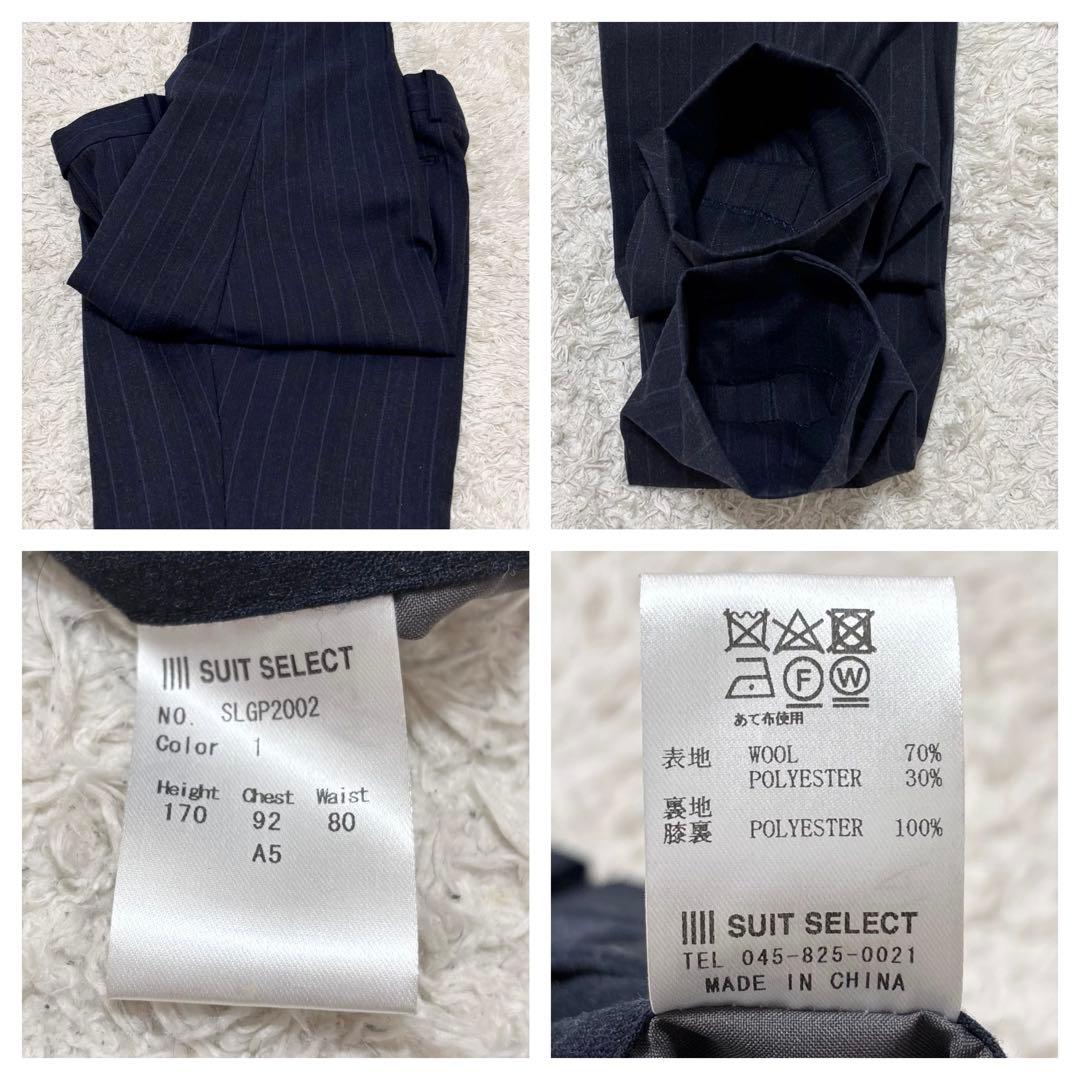 SUIT SELECT
NO. SLGP2002
Color 1
Height Chest Waist
170 92 80
A5
F W
あて布使用
表地 WOOL 70%
POLYESTER 30%
裏地
膝裏 POLYESTER 100%
SUIT SELECT
TEL 045-825-0021
MADE IN CHINA